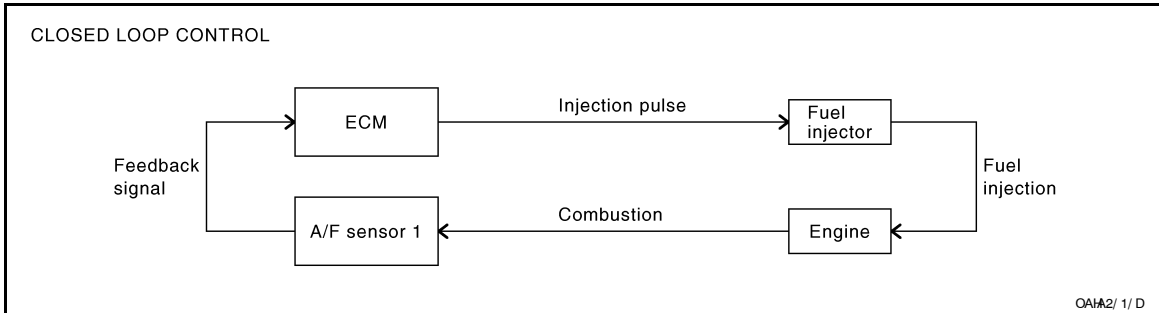 CLOSED LOOP CONTROL
ECM
Injection pulse
Fuel
injector
Feedback
signal
Fuel
injection
A/F sensor 1
Combustion
Engine